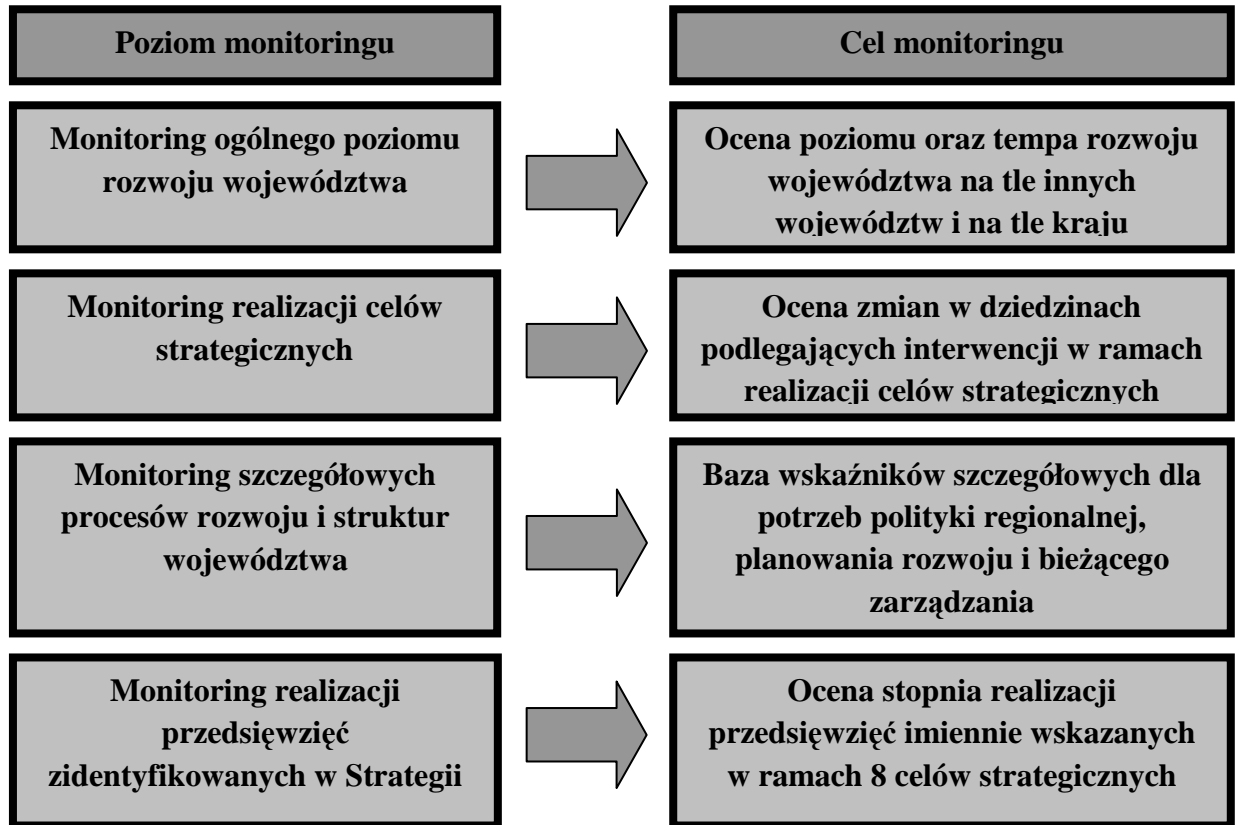 Poziom monitoringu
Cel monitoringu
Monitoring ogólnego poziomu
rozwoju województwa
Ocena poziomu oraz tempa rozwoju
województwa na tle innych
województw i na tle kraju
Monitoring realizacji celów
strategicznych
Ocena zmian w dziedzinach
podlegających interwencji w ramach
realizacji celów strategicznych
Monitoring szczegółowych
procesów rozwoju i struktur
województwa
Baza wskaźników szczegółowych dla
potrzeb polityki regionalnej,
planowania rozwoju i bieżącego
zarządzania
Monitoring realizacji
przedsięwzięć
zidentyfikowanych w Strategii
Ocena stopnia realizacji
przedsięwzięć imiennie wskazanych
w ramach 8 celów strategicznych